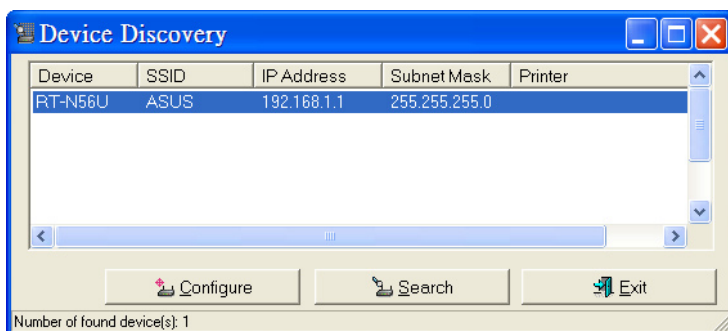 Device Discovery
Device SSID IP Address Subnet Mask Printer
RT-N56U ASUS 192.168.1.1 255.255.255.0
Configure Search Exit
Number of found device(s): 1